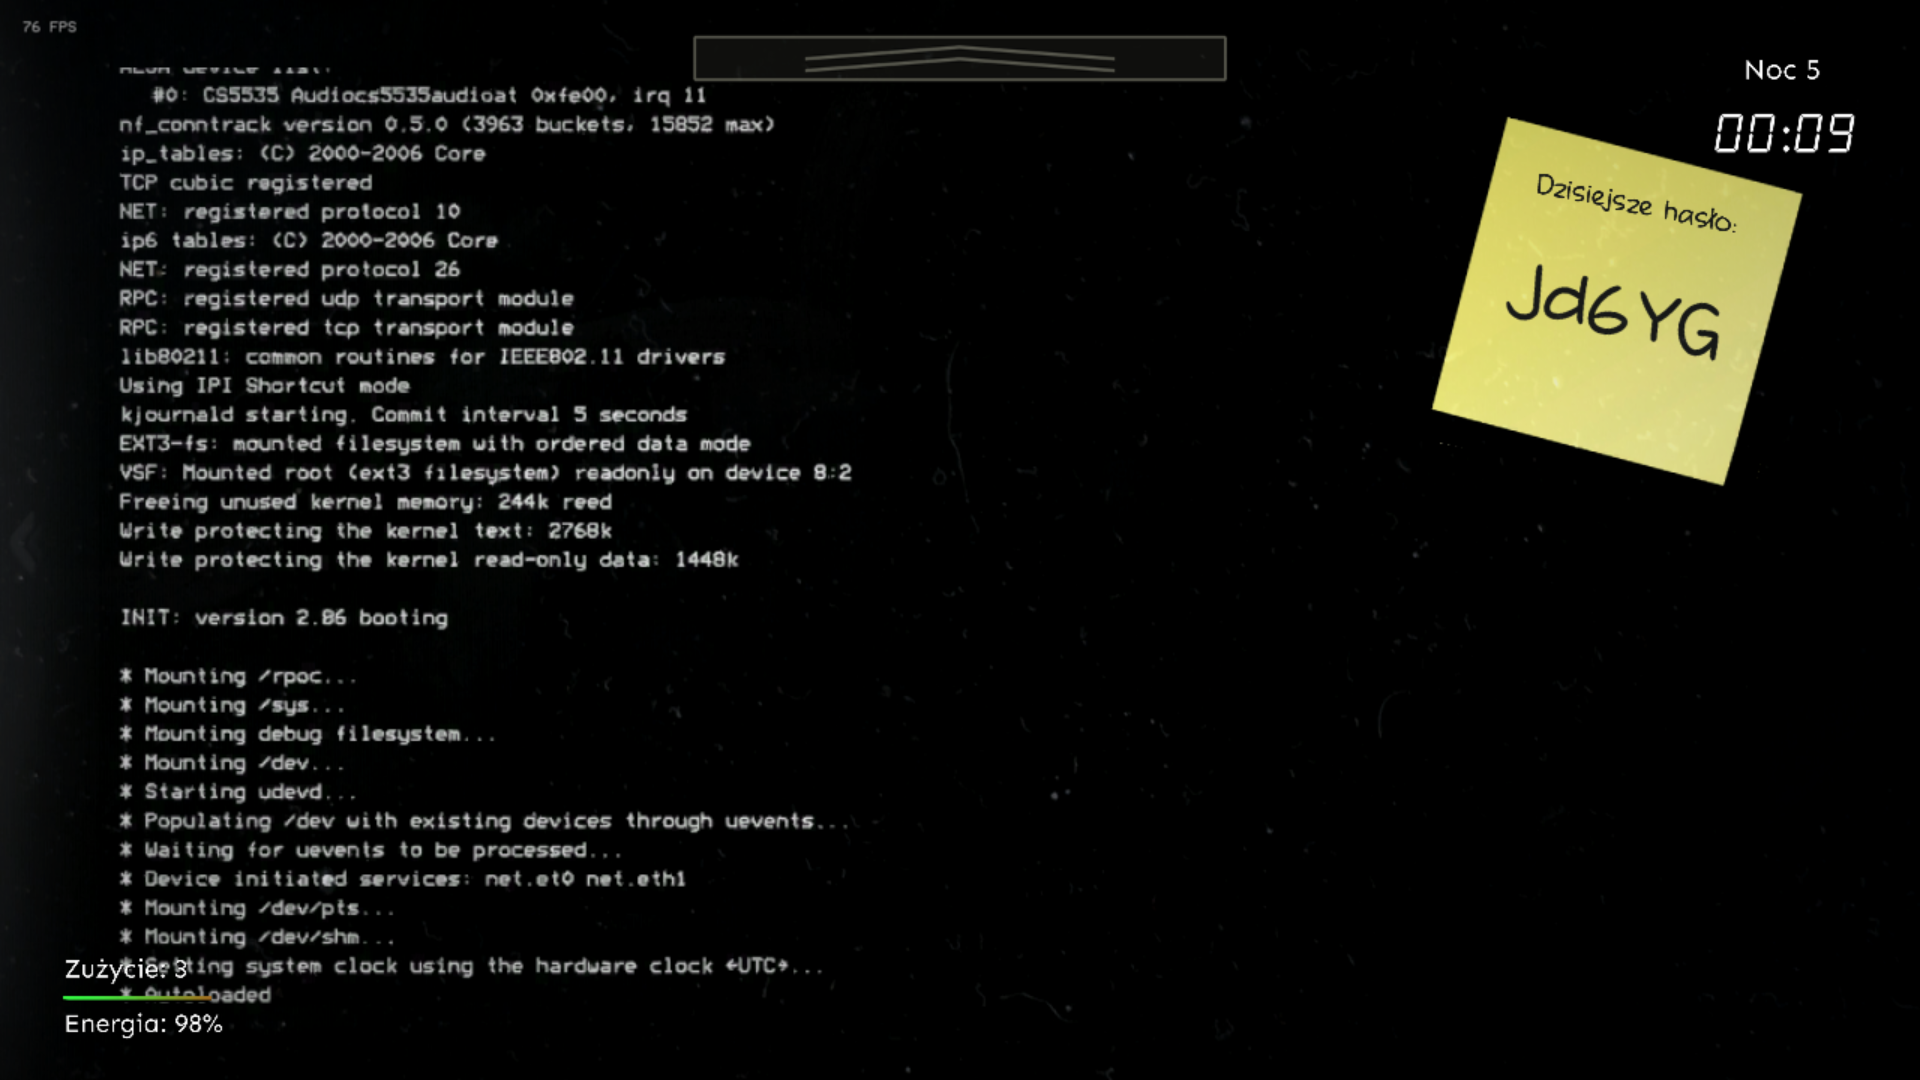 76 FPS
ALSA device list:
#0: CS5535 Audiocs5535audioat 0xfe00, irq 11
nf_conntrack version 0.5.0 (3963 buckets, 15852 max)
ip_tables: (C) 2000-2006 Core
TCP cubic registered
NET: registered protocol 10
ip6 tables: (C) 2000-2006 Core
NET: registered protocol 26
RPC: registered udp transport module
RPC: registered tcp transport module
lib80211: common routines for IEEE802.11 drivers
Using IPI Shortcut mode
kjournald starting. Commit interval 5 seconds
EXT3-fs: mounted filesystem with ordered data mode
VSF: Mounted root (ext3 filesystem) readonly on device 8:2
Freeing unused kernel memory: 244k reed
Write protecting the kernel text: 2768k
Write protecting the kernel read-only data: 1448k
INIT: version 2.86 booting
* Mounting /rpoc...
* Mounting /sys...
* Mounting debug filesystem...
* Mounting /dev...
* Starting udevd...
* Populating /dev with existing devices through uevents...
* Waiting for uevents to be processed...
* Device initiated services: net.et0 net.eth1
* Mounting /dev/pts...
* Mounting /dev/shm...
* Setting system clock using the hardware clock ←UTC→...
* Autoloaded
Zużycie: 3
Energia: 98%
Noc 5
00:09
Dzisiejsze hasło:
Jd6YG